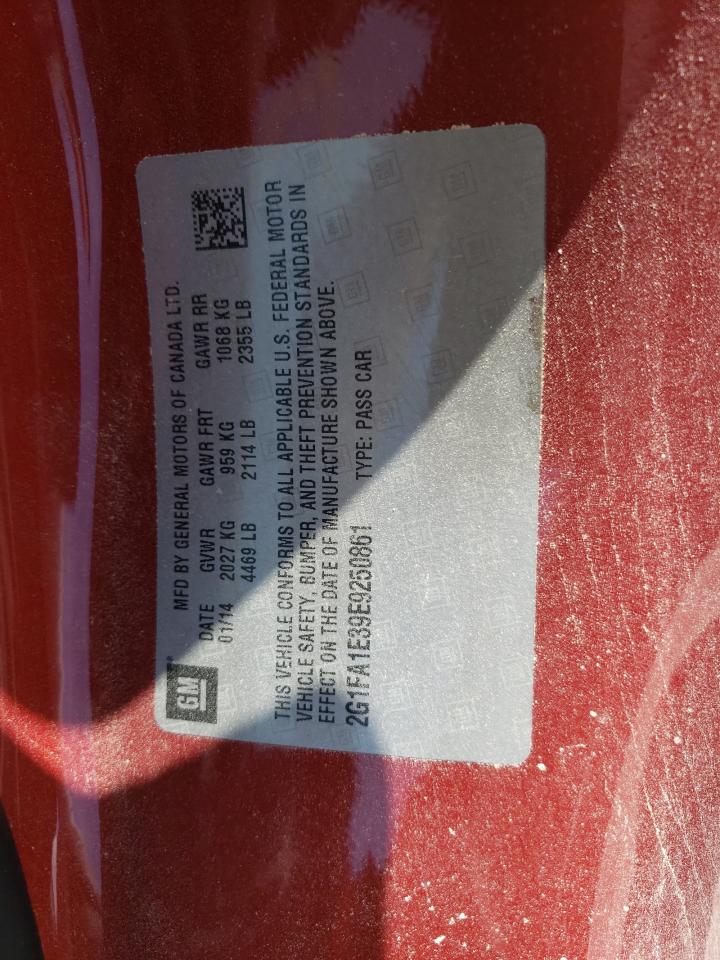 GM
MFD BY GENERAL MOTORS OF CANADA LTD.
DATE GVWR GAWR FRT GAWR RR
01/14 2027 KG 959 KG 1068 KG
4469 LB 2114 LB 2355 LB
THIS VEHICLE CONFORMS TO ALL APPLICABLE U.S. FEDERAL MOTOR
VEHICLE SAFETY, BUMPER, AND THEFT PREVENTION STANDARDS IN
EFFECT ON THE DATE OF MANUFACTURE SHOWN ABOVE.
2G1FA1E39E9250861 TYPE: PASS CAR